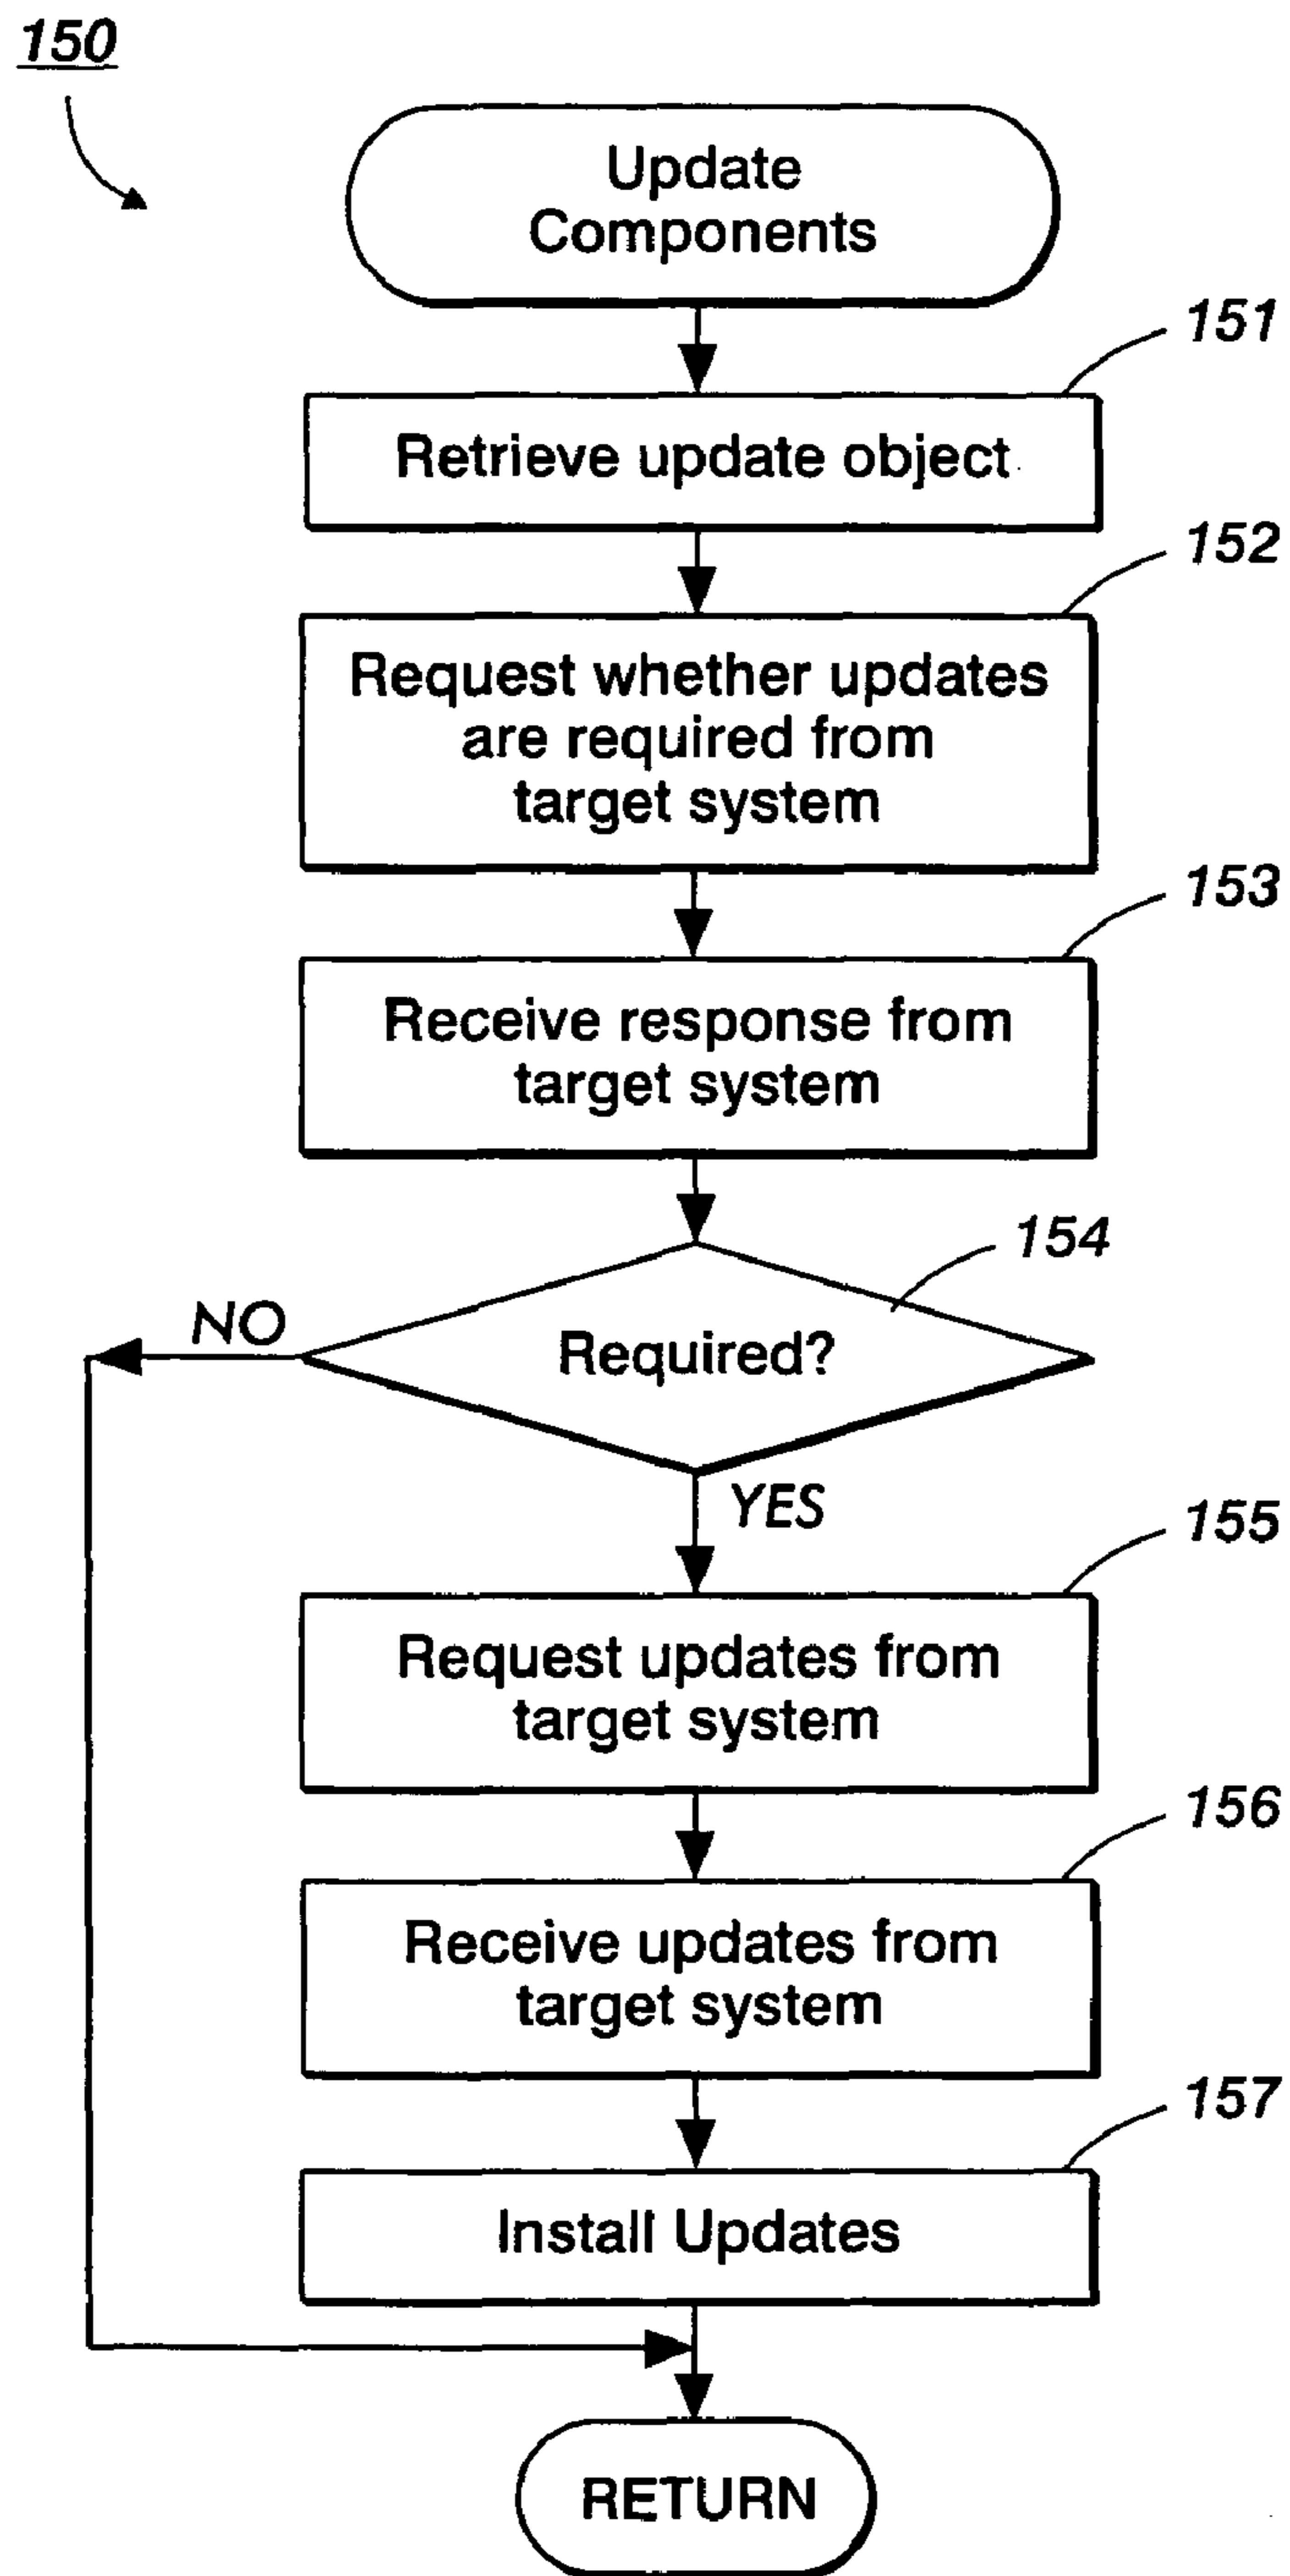 150
Update
Components
151
Retrieve update object
152
Request whether updates
are required from
target system
153
Receive response from
target system
154
NO
Required?
YES
155
Request updates from
target system
156
Receive updates from
target system
157
Install Updates
RETURN